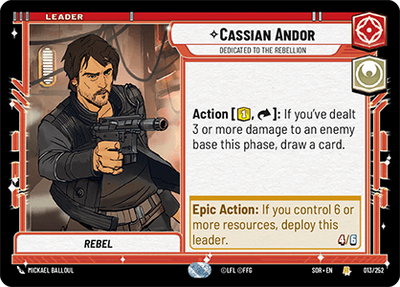 LEADER
✧CASSIAN ANDOR
DEDICATED TO THE REBELLION
Action [1, ]: If you've dealt
3 or more damage to an enemy
base this phase, draw a card.
Epic Action: If you control 6 or
more resources, deploy this
leader.
4/6
REBEL
MICKAEL BALLOUL
©LFL ©FFG
SOR • EN R 013/252